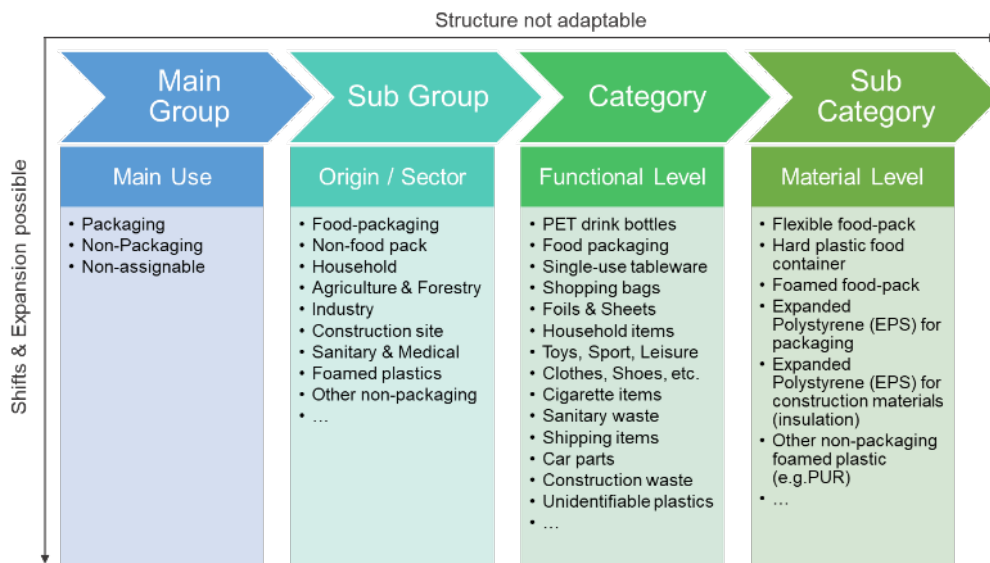 Structure not adaptable
Shifts & Expansion possible
Main
Group
Sub Group
Category
Sub
Category
Main Use
Origin / Sector
Functional Level
Material Level
• Packaging
• Non-Packaging
• Non-assignable
• Food-packaging
• Non-food pack
• Household
• Agriculture & Forestry
• Industry
• Construction site
• Sanitary & Medical
• Foamed plastics
• Other non-packaging
• …
• PET drink bottles
• Food packaging
• Single-use tableware
• Shopping bags
• Foils & Sheets
• Household items
• Toys, Sport, Leisure
• Clothes, Shoes, etc.
• Cigarette items
• Sanitary waste
• Shipping items
• Car parts
• Construction waste
• Unidentifiable plastics
• …
• Flexible food-pack
• Hard plastic food
container
• Foamed food-pack
• Expanded
Polystyrene (EPS) for
packaging
• Expanded
Polystyrene (EPS) for
construction materials
(insulation)
• Other non-packaging
foamed plastic
(e.g.PUR)
• …